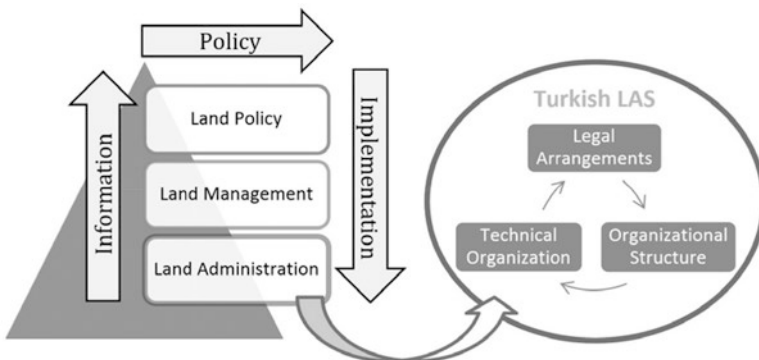 Policy
Information
Land Policy
Land Management
Land Administration
Implementation
Turkish LAS
Legal
Arrangements
Technical
Organization
Organizational
Structure